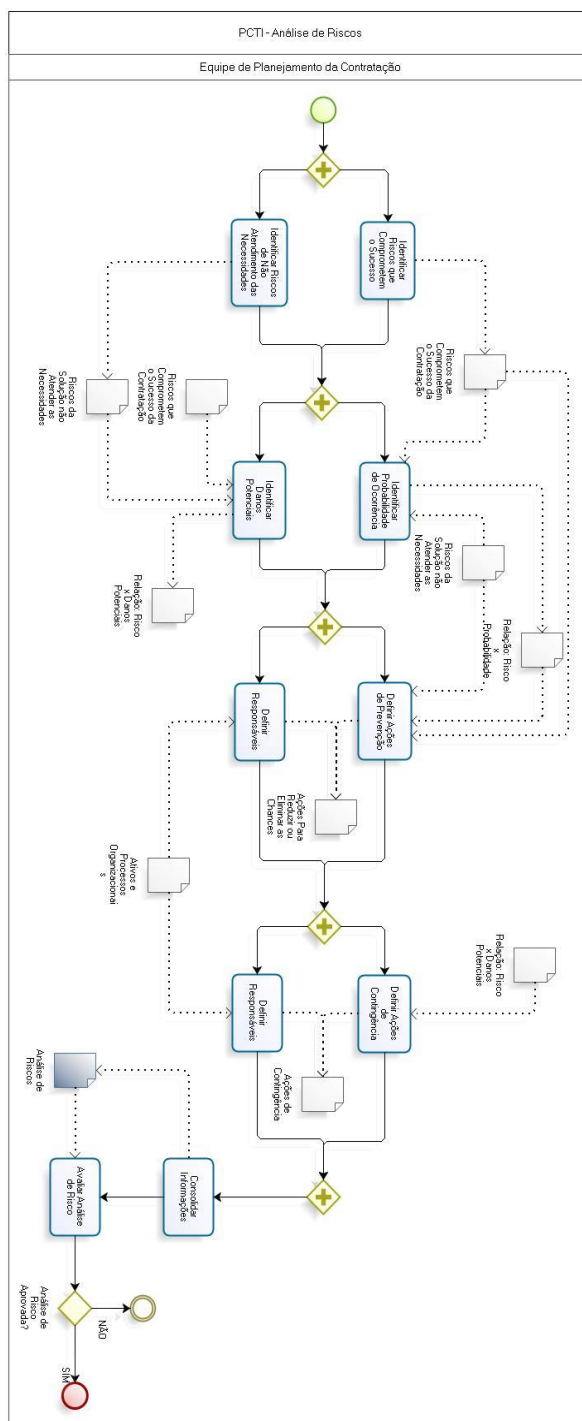 PCTI - Análise de Riscos
Equipe de Planejamento da Contratação
Identificar Riscos
de Não
Atendimento das
Necessidades
Identificar
Riscos que
Comprometem
o Sucesso
Riscos da
Solução não
Atender as
Necessidades
Riscos que
Comprometem
o Sucesso da
Contratação
Riscos que
Comprometem
o Sucesso da
Contratação
Identificar
Danos
Potenciais
Identificar
Probabilidade
de Ocorrência
Riscos da
Solução não
Atender as
Necessidades
Relação: Risco
x Danos
Potenciais
Relação: Risco
x
Probabilidade
Definir
Responsáveis
Definir Ações
de Prevenção
Ações Para
Reduzir ou
Eliminar as
Chances
Ativos e
Processos
Organizacionai
s
Relação: Risco
x Danos
Potenciais
Definir
Responsáveis
Definir Ações
de
Contingência
Ações de
Contingência
Análise de
Riscos
Avaliar Análise
de Risco
Consolidar
Informações
Análise de
Risco
Aprovada?
NÃO
SIM